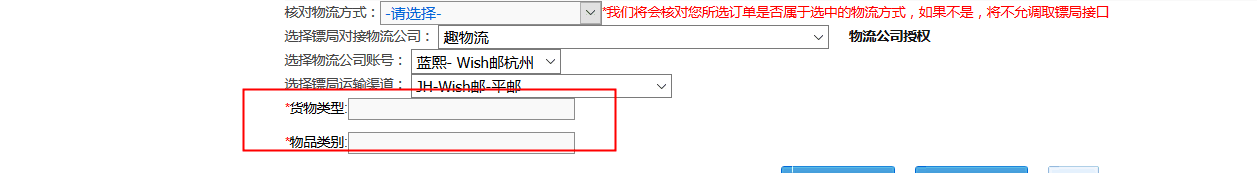 核对物流方式： -请选择- *我们将会核对您所选订单是否属于选中的物流方式，如果不是，将不允调取镖局接口
选择镖局对接物流公司： 趣物流 物流公司授权
选择物流公司账号： 蓝熙- Wish邮杭州
选择镖局运输渠道： JH-Wish邮-平邮
*货物类型:
*物品类别: